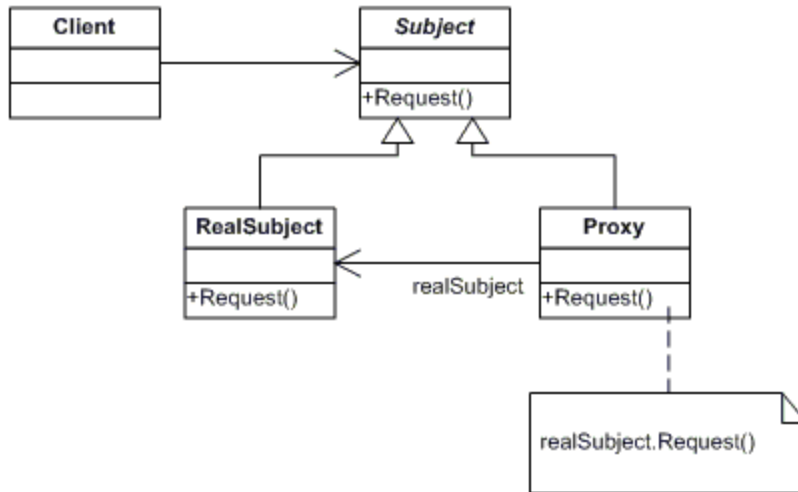 Client
Subject
+Request()
RealSubject
Proxy
realSubject
+Request()
+Request()
realSubject.Request()